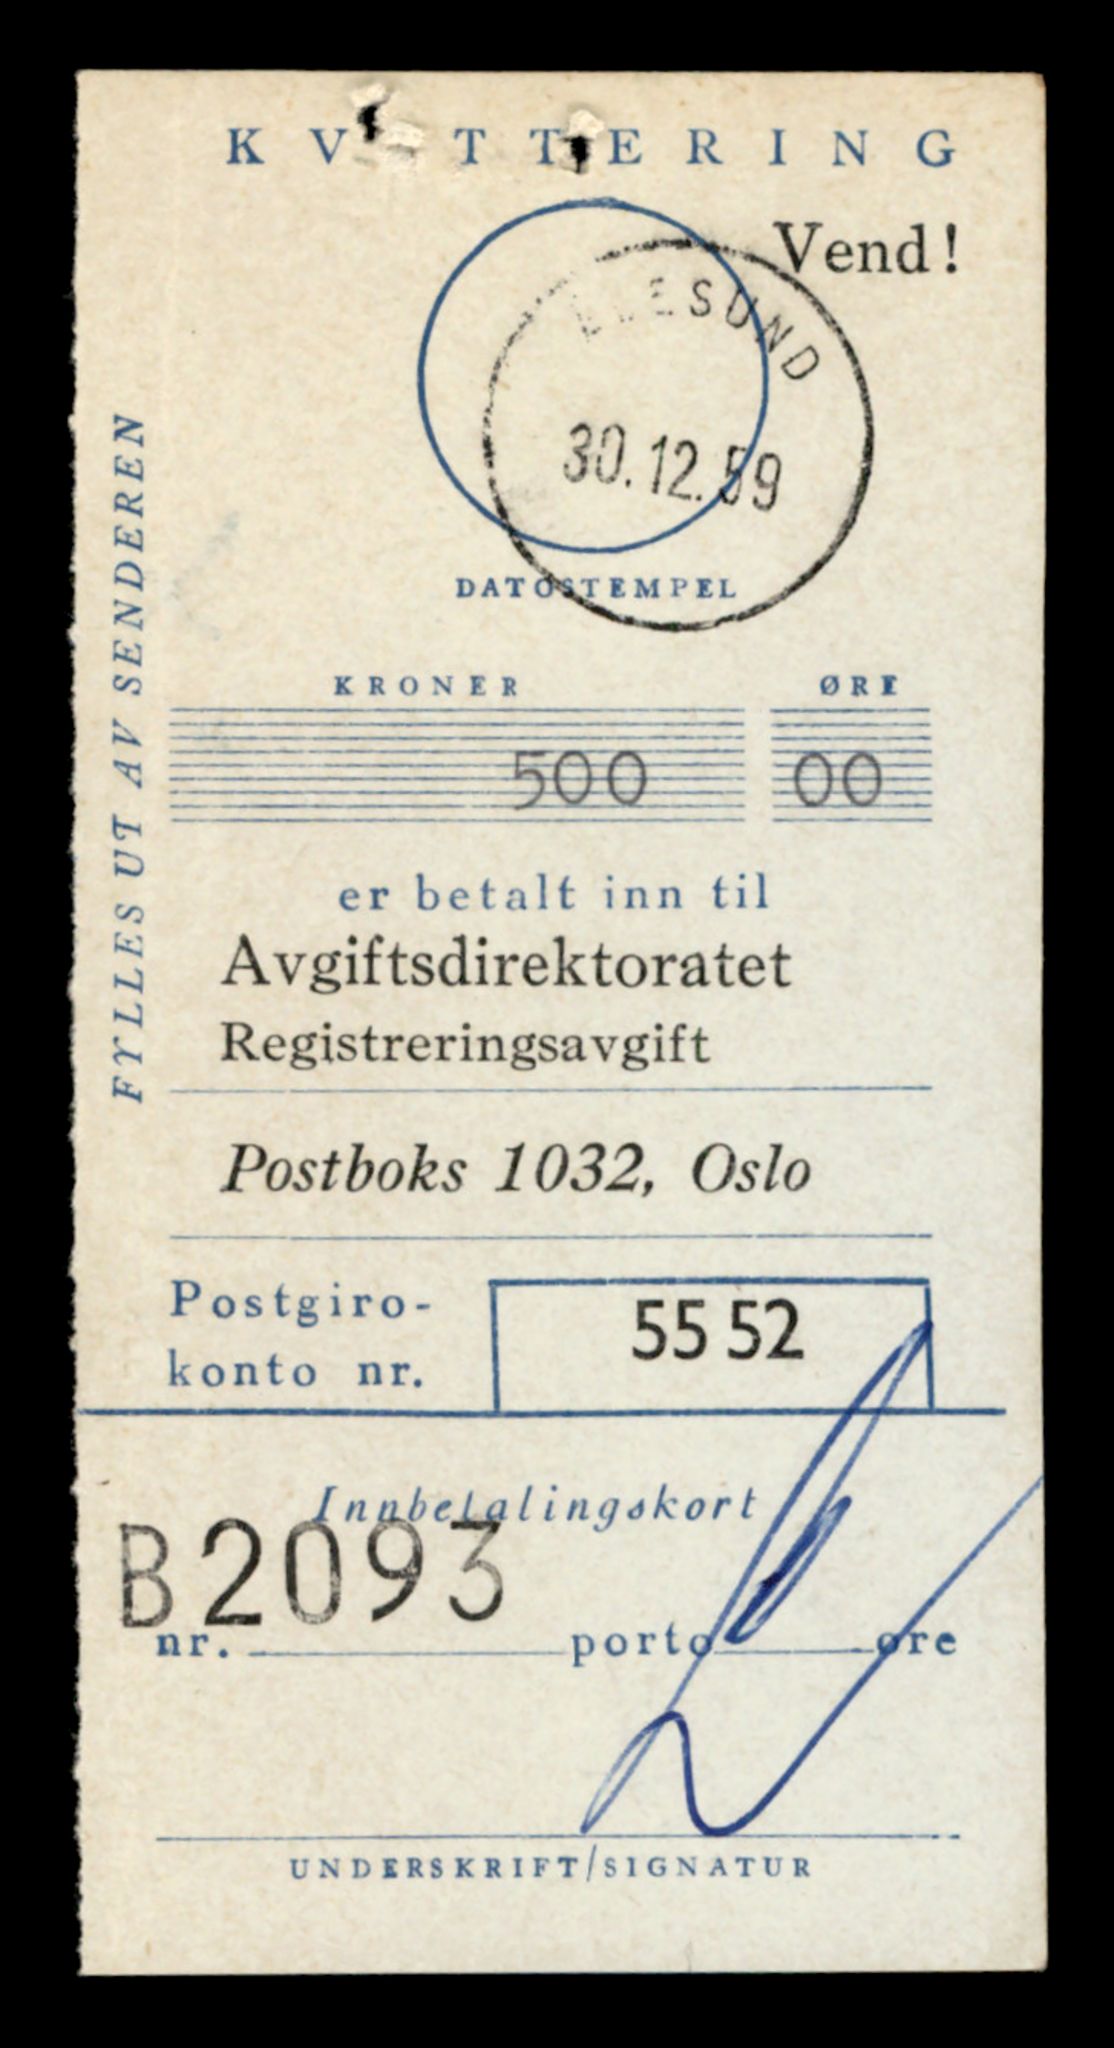 KVITTERING
Vend!
30.12.59
DATOSTEMPEL
FYLLES UT AV SENDEREN
KRONER ØRE
500 00
er betalt inn til
Avgiftsdirektoratet
Registreringsavgift
Postboks 1032, Oslo
Postgiro-
konto nr.
55 52
Innbetalingskort
B2093
nr. porto øre
UNDERSKRIFT/SIGNATUR